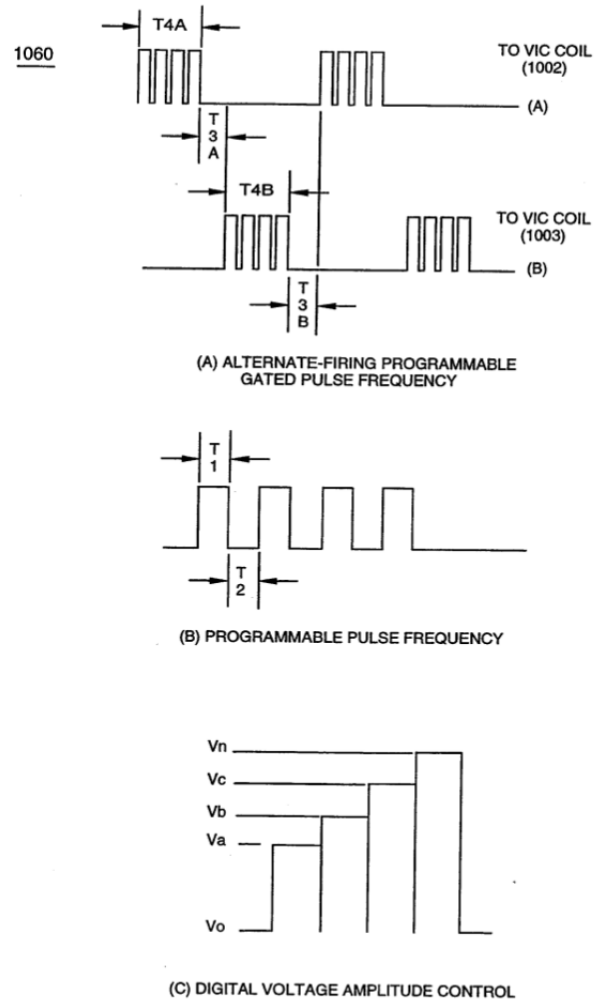 1060
T4A
TO VIC COIL
(1002)
(A)
T
3
A
T4B
TO VIC COIL
(1003)
(B)
T
3
B
(A) ALTERNATE-FIRING PROGRAMMABLE
GATED PULSE FREQUENCY
T
1
T
2
(B) PROGRAMMABLE PULSE FREQUENCY
Vn
Vc
Vb
Va
Vo
(C) DIGITAL VOLTAGE AMPLITUDE CONTROL